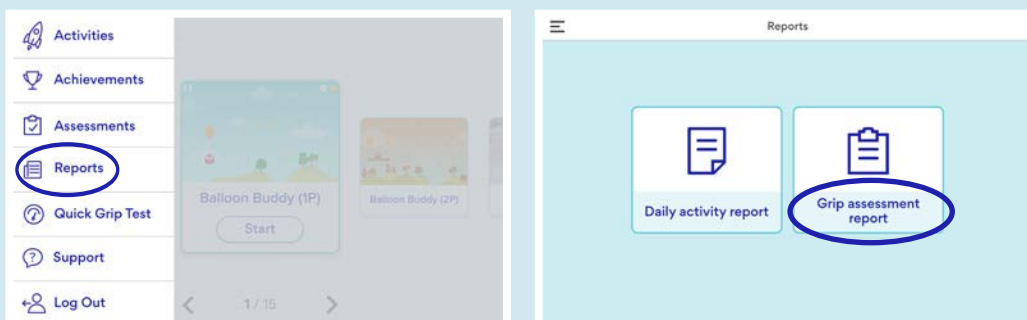 Activities
Achievements
Assessments
Reports
Quick Grip Test
Support
Log Out
Balloon Buddy (1P)
Start
Balloon Buddy (2P)
1 / 15
Reports
Daily activity report
Grip assessment
report